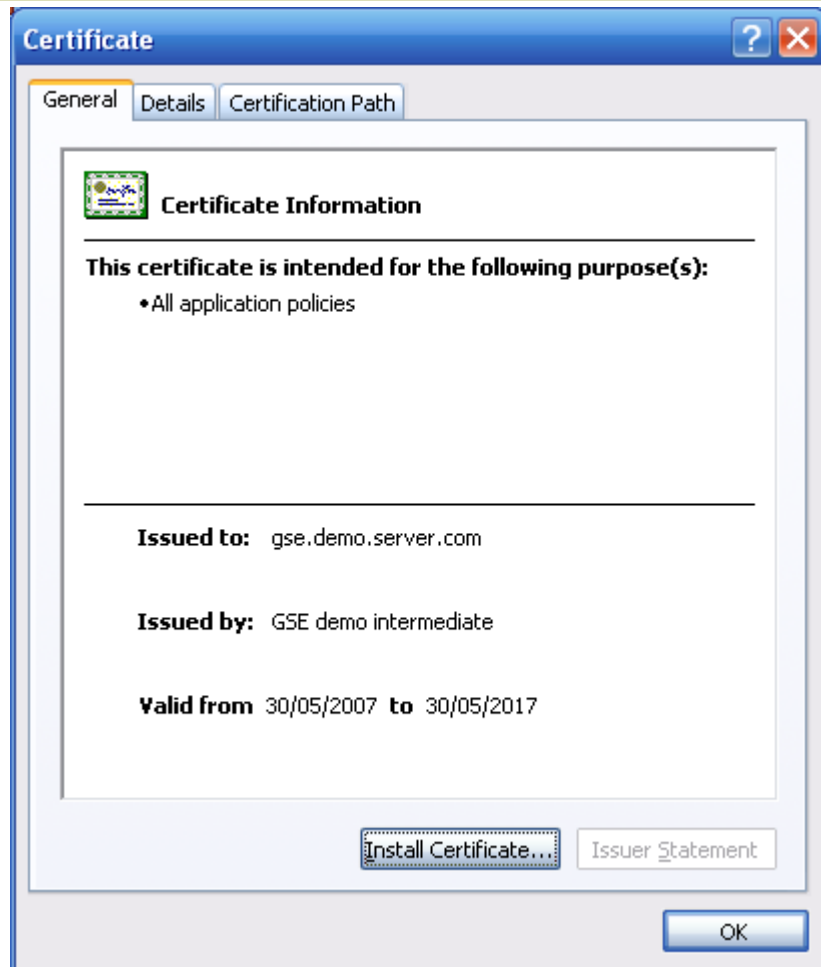 Certificate
General Details Certification Path
Certificate Information
This certificate is intended for the following purpose(s):
•All application policies
Issued to: gse.demo.server.com
Issued by: GSE demo intermediate
Valid from 30/05/2007 to 30/05/2017
Install Certificate... Issuer Statement
OK